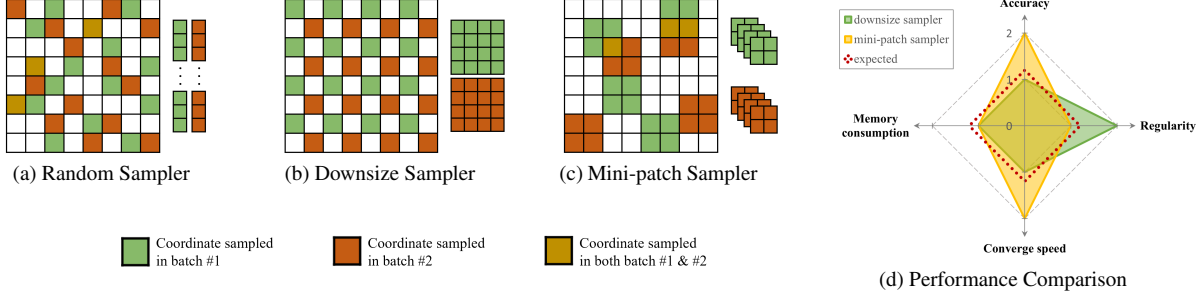 (a) Random Sampler
(b) Downsize Sampler
(c) Mini-patch Sampler
Coordinate sampled
in batch #1
Coordinate sampled
in batch #2
Coordinate sampled
in both batch #1 & #2
Accuracy
downsize sampler
mini-patch sampler
expected
2
1
0
Memory
consumption
Regularity
Converge speed
(d) Performance Comparison